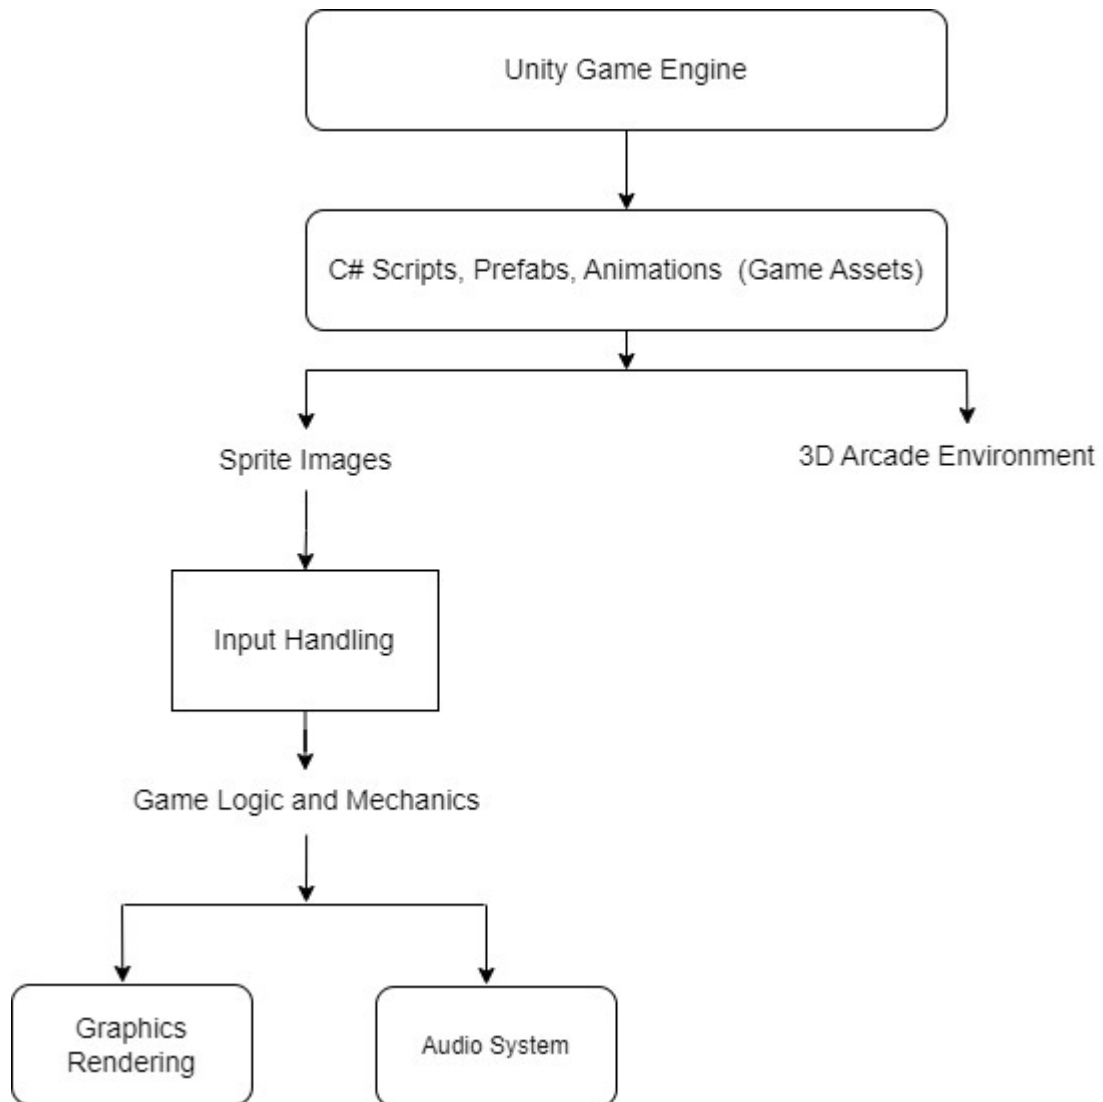 Unity Game Engine
C# Scripts, Prefabs, Animations  (Game Assets)
Sprite Images
3D Arcade Environment
Input Handling
Game Logic and Mechanics
Graphics
Rendering
Audio System